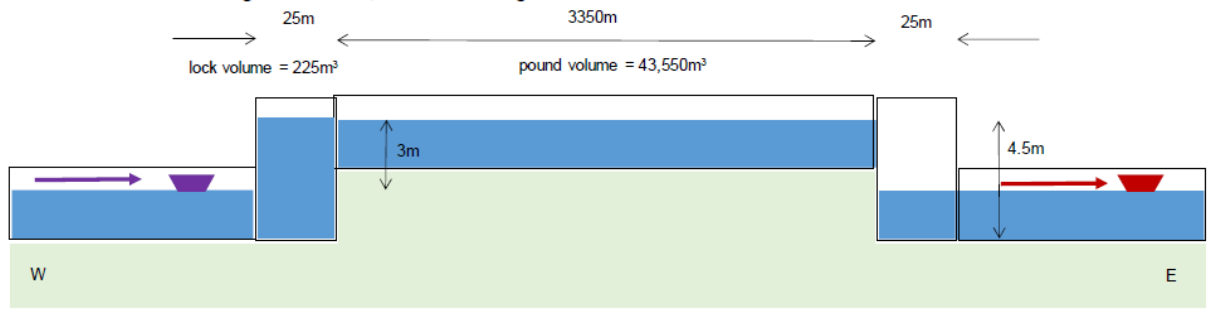 25m
3350m
25m
lock volume = 225m³
pound volume = 43,550m³
3m
4.5m
W
E